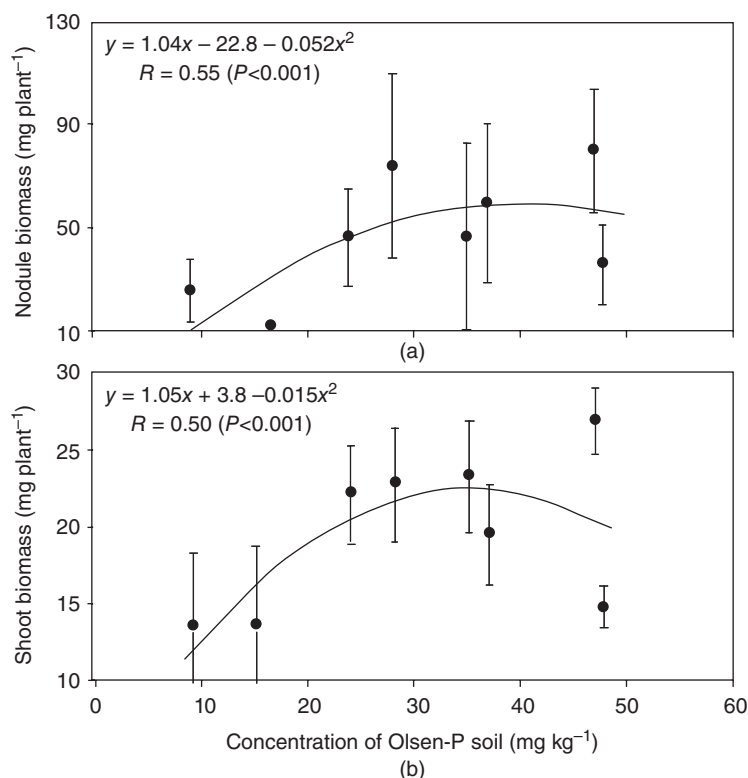 130
90
50
10
Nodule biomass (mg plant⁻¹)
y = 1.04x – 22.8 – 0.052x²
R = 0.55 (P<0.001)
(a)
30
25
20
15
10
Shoot biomass (mg plant⁻¹)
y = 1.05x + 3.8 –0.015x²
R = 0.50 (P<0.001)
0 10 20 30 40 50 60
Concentration of Olsen-P soil (mg kg⁻¹)
(b)